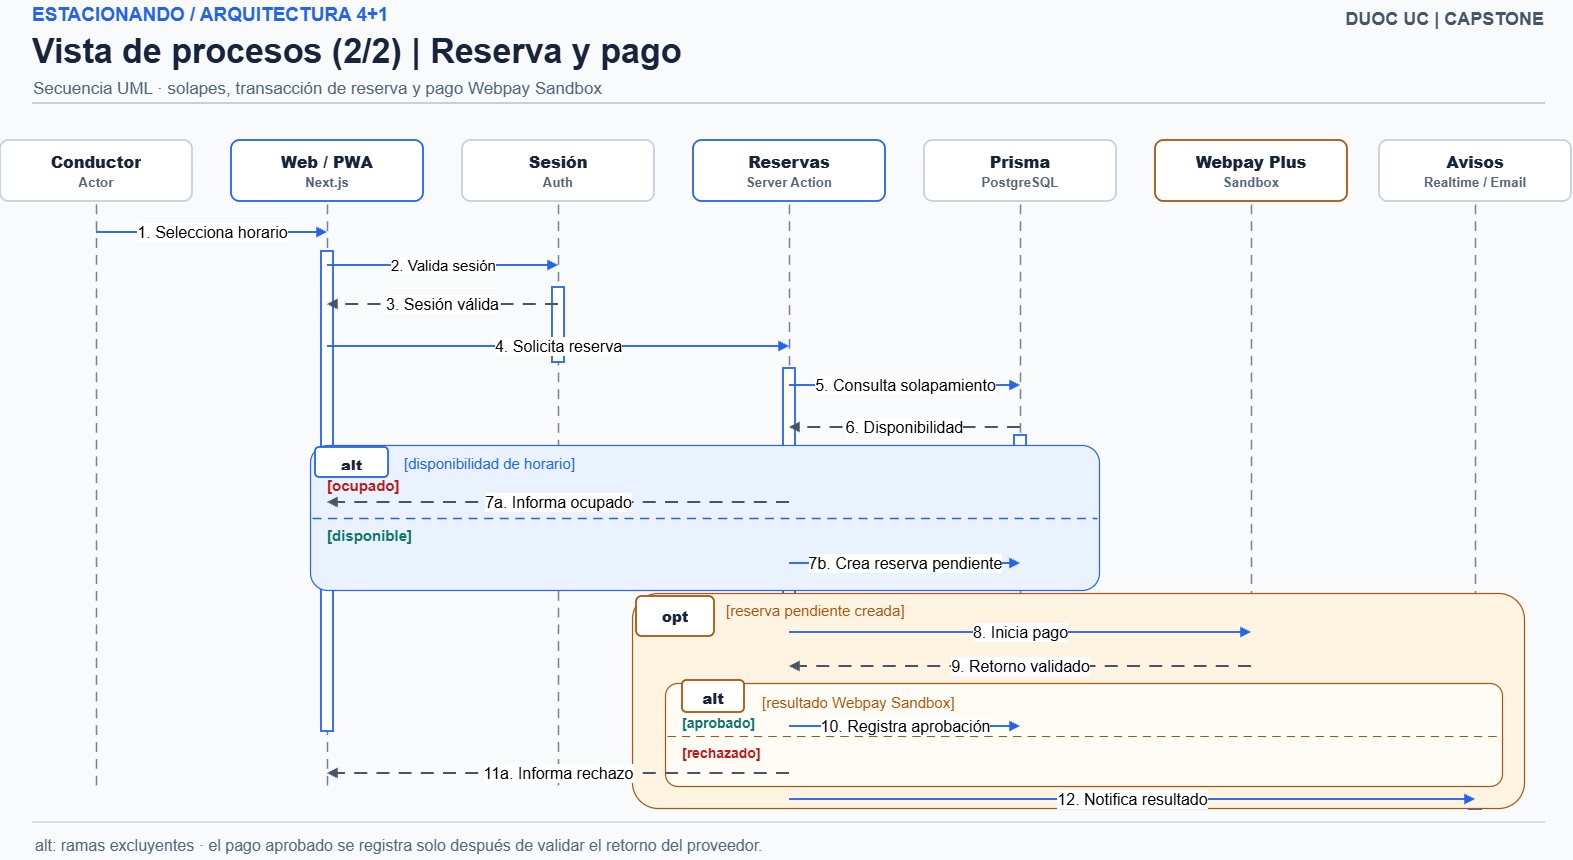 ESTACIONANDO / ARQUITECTURA 4+1
DUOC UC | CAPSTONE
Vista de procesos (2/2) | Reserva y pago
Secuencia UML · solapes, transacción de reserva y pago Webpay Sandbox
Conductor
Actor
Web / PWA
Next.js
Sesión
Auth
Reservas
Server Action
Prisma
PostgreSQL
Webpay Plus
Sandbox
Avisos
Realtime / Email
1. Selecciona horario
2. Valida sesión
3. Sesión válida
4. Solicita reserva
5. Consulta solapamiento
6. Disponibilidad
alt
[disponibilidad de horario]
[ocupado]
7a. Informa ocupado
[disponible]
7b. Crea reserva pendiente
opt
[reserva pendiente creada]
8. Inicia pago
9. Retorno validado
alt
[resultado Webpay Sandbox]
[aprobado]
10. Registra aprobación
[rechazado]
11a. Informa rechazo
12. Notifica resultado
alt: ramas excluyentes · el pago aprobado se registra solo después de validar el retorno del proveedor.